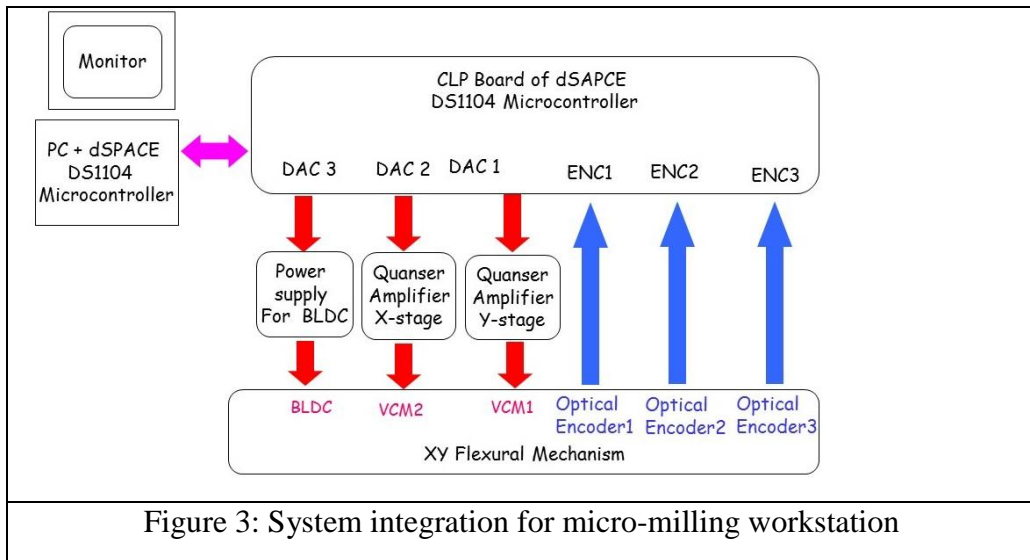 Monitor
CLP Board of dSAPCE
DS1104 Microcontroller
PC + dSPACE
DS1104
Microcontroller
DAC 3
DAC 2
DAC 1
ENC1
ENC2
ENC3
Power
supply
For BLDC
Quanser
Amplifier
X-stage
Quanser
Amplifier
Y-stage
BLDC
VCM2
VCM1
Optical
Encoder1
Optical
Encoder2
Optical
Encoder3
XY Flexural Mechanism
Figure 3: System integration for micro-milling workstation